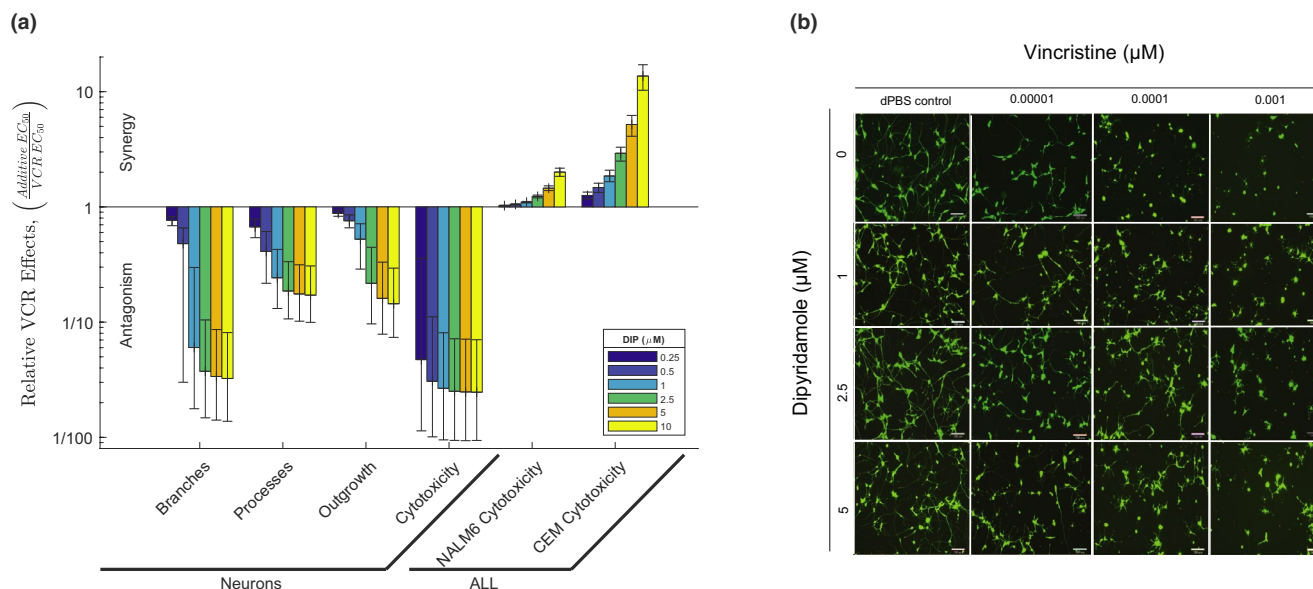 (a)
Relative VCR Effects, (Additive EC50 / VCR EC50)
Synergy
Antagonism
10
1
1/10
1/100
DIP (μM)
0.25
0.5
1
2.5
5
10
Branches
Processes
Outgrowth
Cytotoxicity
NALM6 Cytotoxicity
CEM Cytotoxicity
Neurons
ALL
(b)
Vincristine (μM)
dPBS control
0.00001
0.0001
0.001
Dipyridamole (μM)
0
1
2.5
5